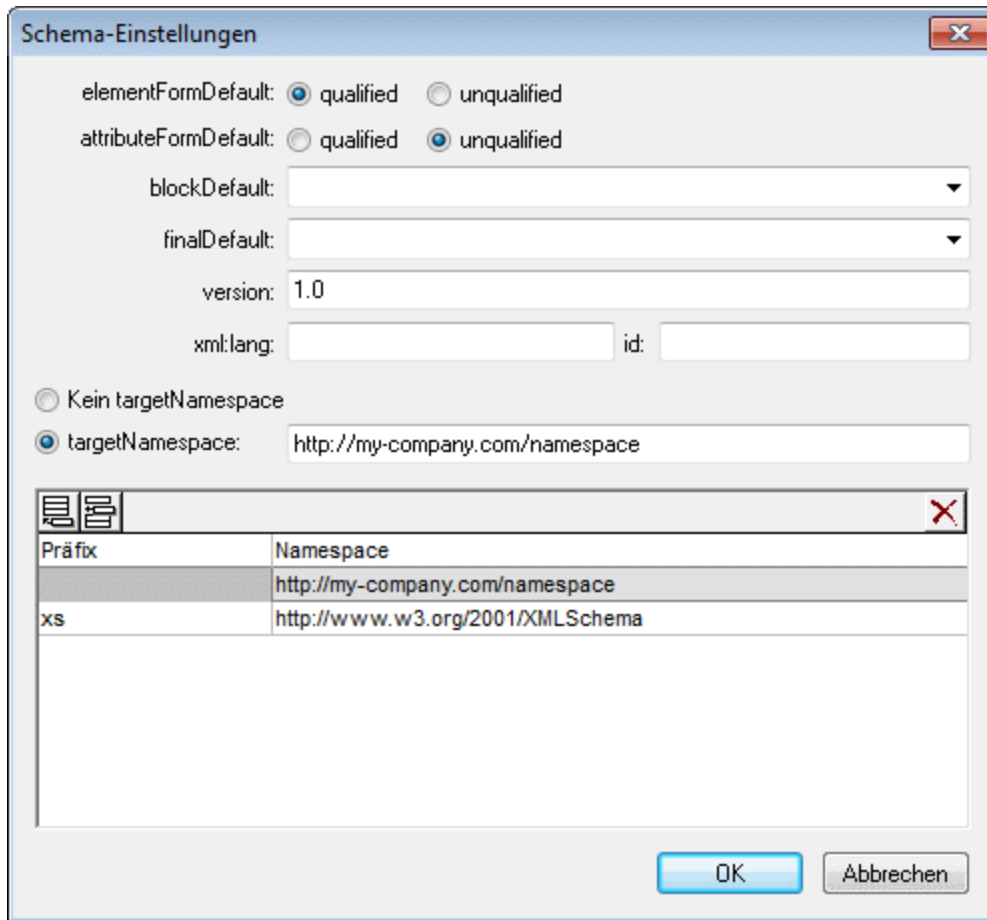 Schema-Einstellungen
elementFormDefault: qualified unqualified
attributeFormDefault: qualified unqualified
blockDefault:
finalDefault:
version: 1.0
xml:lang: id:
Kein targetNamespace
targetNamespace: http://my-company.com/namespace
Präfix Namespace
http://my-company.com/namespace
xs http://www.w3.org/2001/XMLSchema
OK Abbrechen